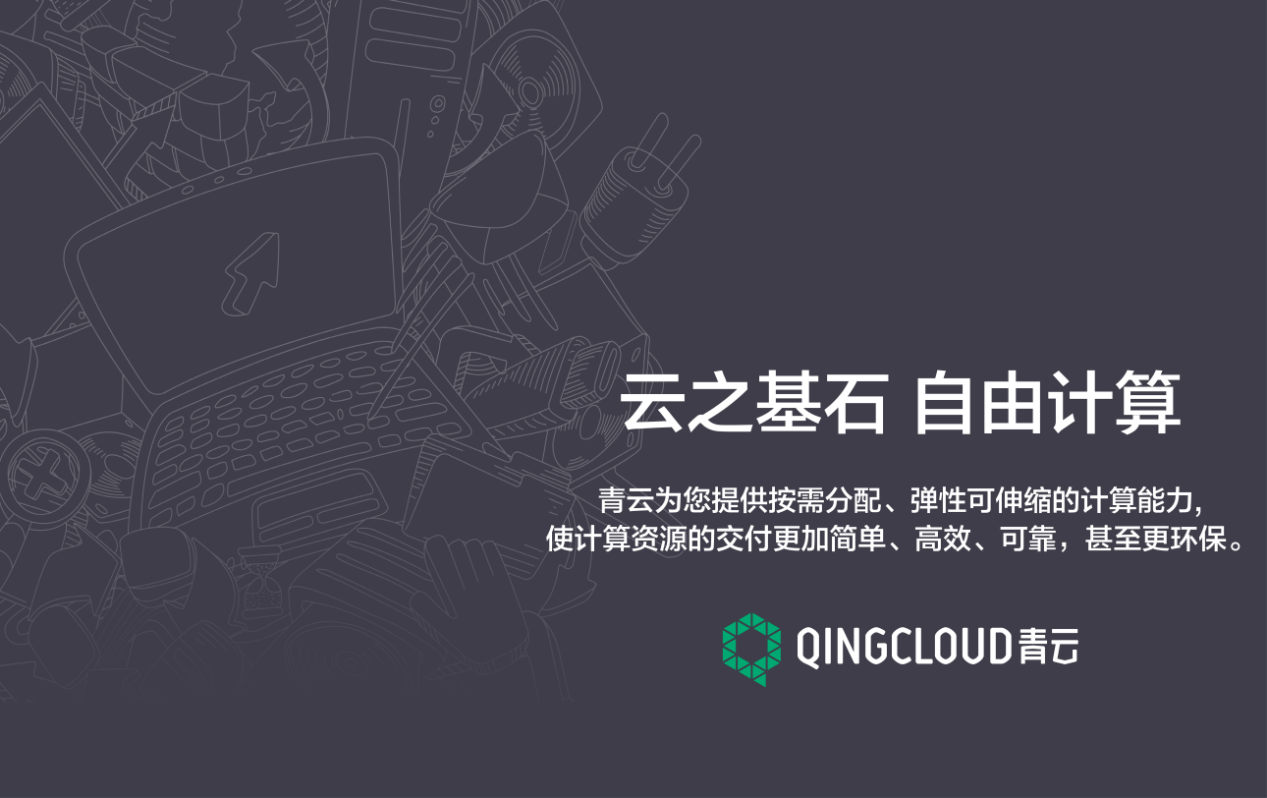 云之基石 自由计算
青云为您提供按需分配、弹性可伸缩的计算能力,
使计算资源的交付更加简单、高效、可靠，甚至更环保。
QINGCLOUD青云